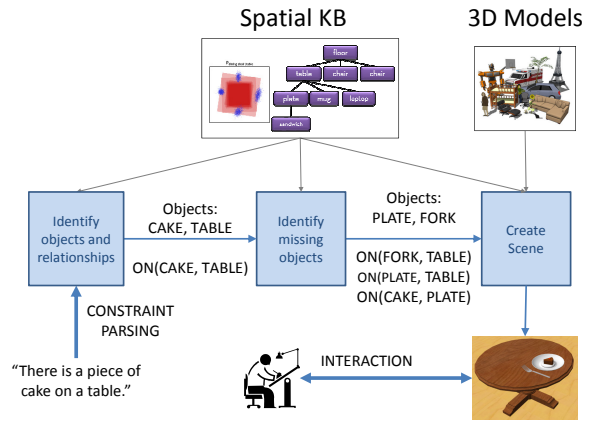 Spatial KB
3D Models
floor
table chair chair
plate mug laptop
sandwich
Identify
objects and
relationships
Objects:
CAKE, TABLE
ON(CAKE, TABLE)
Identify
missing
objects
Objects:
PLATE, FORK
ON(FORK, TABLE)
ON(PLATE, TABLE)
ON(CAKE, PLATE)
Create
Scene
CONSTRAINT
PARSING
“There is a piece of
cake on a table.”
INTERACTION